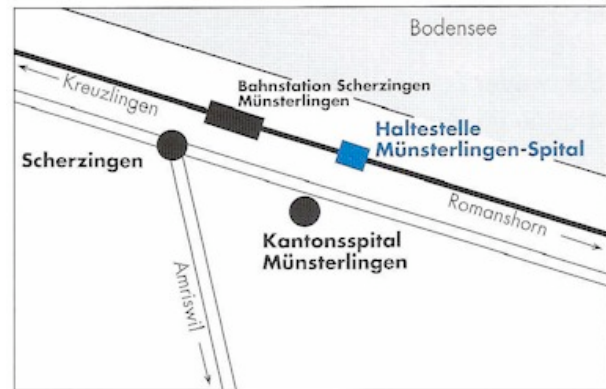 Bodensee
Kreuzlingen
Bahnstation Scherzingen
Münsterlingen
Haltestelle
Münsterlingen-Spital
Scherzingen
Romanshorn
Kantonsspital
Münsterlingen
Amriswil